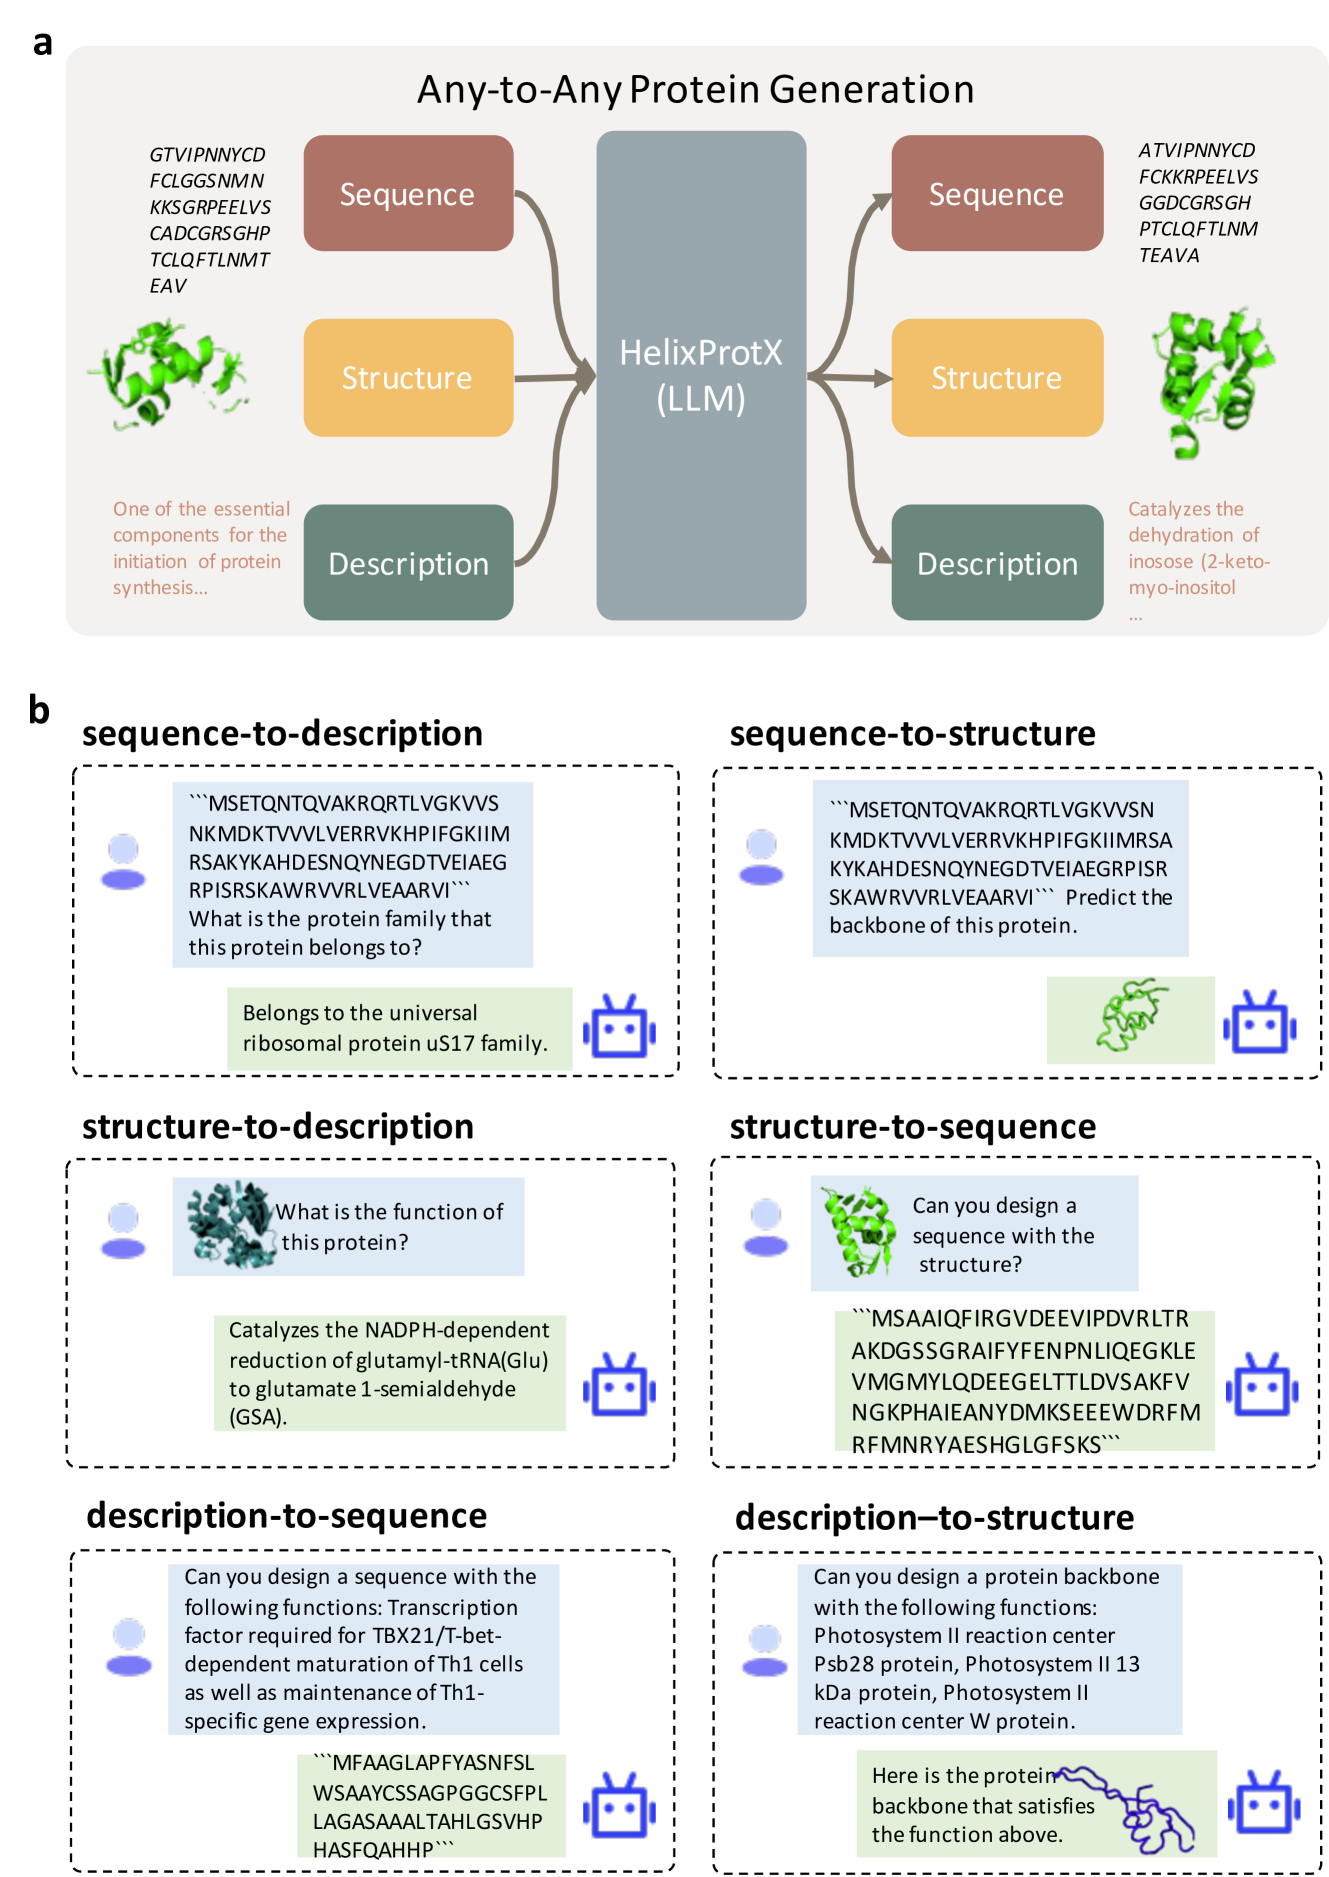 a
Any-to-Any Protein Generation
GTVIPNNYCD
FCLGGSNMN
KKSGRPEELVS
CADCGRSGHP
TCLQFTLNMT
EAV
Sequence
Structure
One of the essential
components for the
initiation of protein
synthesis...
Description
HelixProtX
(LLM)
Sequence
ATVIPNNYCD
FCKKRPEELVS
GGDCGRSGH
PTCLQFTLNM
TEAVA
Structure
Description
Catalyzes the
dehydration of
inosose (2-keto-
myo-inositol
...
b
sequence-to-description
```MSETQNTQVAKRQRTLVGKVVS
NKMDKTVVVLVERRVKHPIFGKIIM
RSAKYKAHDESNQYNEGDTVEIAEG
RPISRSKAWRVVRLVEAARVI```
What is the protein family that
this protein belongs to?
Belongs to the universal
ribosomal protein uS17 family.
sequence-to-structure
```MSETQNTQVAKRQRTLVGKVVSN
KMDKTVVVLVERRVKHPIFGKIIMRSA
KYKAHDESNQYNEGDTVEIAEGRPISR
SKAWRVVRLVEAARVI``` Predict the
backbone of this protein.
structure-to-description
What is the function of
this protein?
Catalyzes the NADPH-dependent
reduction of glutamyl-tRNA(Glu)
to glutamate 1-semialdehyde
(GSA).
structure-to-sequence
Can you design a
sequence with the
structure?
```MSAAIQFIRGVDEEVIPDVRLTR
AKDGSSGRAIFYFENPNLIQEGKLE
VMGMYLQDEEGELTTLDVSAKFV
NGKPHAIEANYDMKSEEEWDRFM
RFMNRYAESHGLGFSKS```
description-to-sequence
Can you design a sequence with the
following functions: Transcription
factor required for TBX21/T-bet-
dependent maturation of Th1 cells
as well as maintenance of Th1-
specific gene expression.
```MFAAGLAPFYASNFSL
WSAAYCSSAGPGGCSFPL
LAGASAAALTAHLGSVHP
HASFQAHHP```
description–to-structure
Can you design a protein backbone
with the following functions:
Photosystem II reaction center
Psb28 protein, Photosystem II 13
kDa protein, Photosystem II
reaction center W protein.
Here is the protein
backbone that satisfies
the function above.